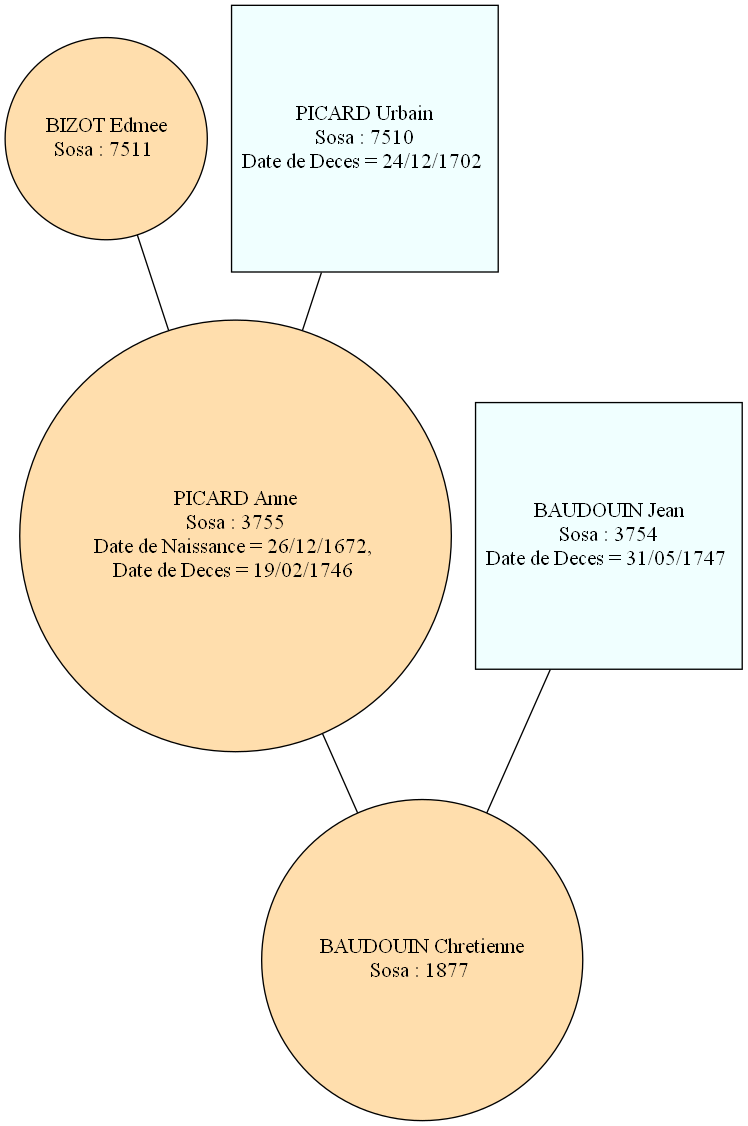 BIZOT Edmee
Sosa : 7511
PICARD Urbain
Sosa : 7510
Date de Deces = 24/12/1702
PICARD Anne
Sosa : 3755
Date de Naissance = 26/12/1672,
Date de Deces = 19/02/1746
BAUDOUIN Jean
Sosa : 3754
Date de Deces = 31/05/1747
BAUDOUIN Chretienne
Sosa : 1877